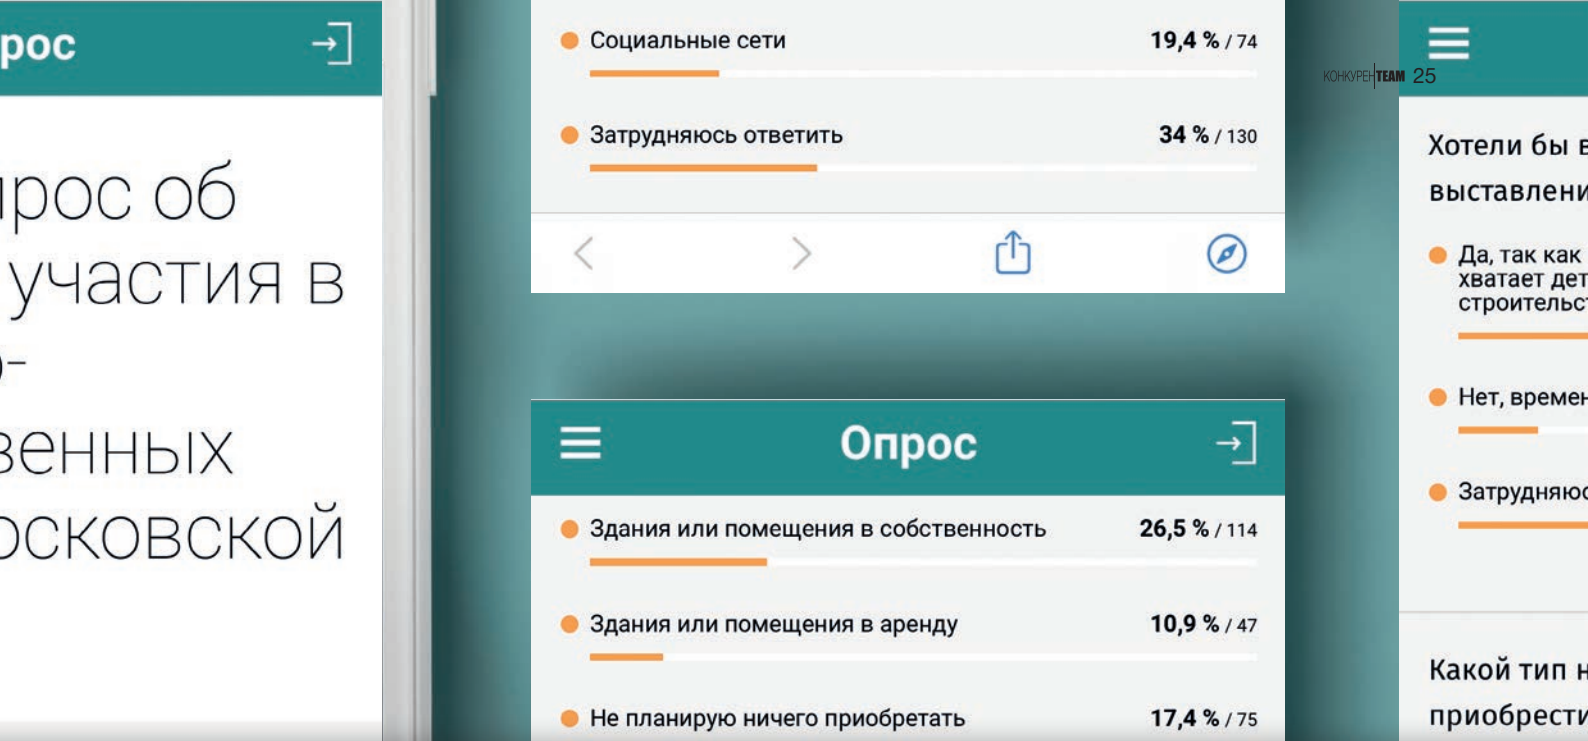 рос
прос об
участия в
о-
венных
осковской
Социальные сети 19,4 % / 74
Затрудняюсь ответить 34 % / 130
Опрос
Здания или помещения в собственность 26,5 % / 114
Здания или помещения в аренду 10,9 % / 47
Не планирую ничего приобретать 17,4 % / 75
КОНКУРЕНTEAM 25
Хотели бы в
выставлени
Да, так как
хватает дет
строительст
Нет, времен
Затрудняюс
Какой тип н
приобрести